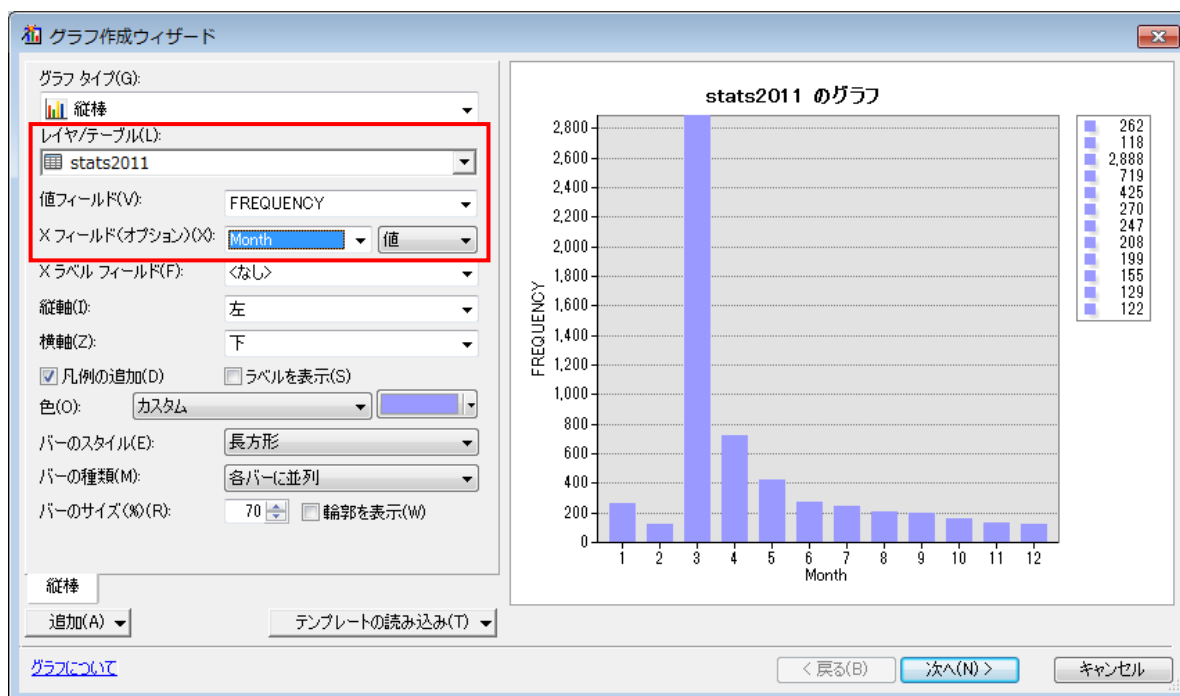 グラフ作成ウィザード
グラフ タイプ(G):
縦棒
レイヤ/テーブル(L):
stats2011
値フィールド(V): FREQUENCY
X フィールド(オプション)(X): Month 値
X ラベル フィールド(F): <なし>
縦軸(I): 左
横軸(Z): 下
凡例の追加(D) ラベルを表示(S)
色(O): カスタム
バーのスタイル(E): 長方形
バーの種類(M): 各バーに並列
バーのサイズ(%)(R): 70 輪郭を表示(W)
縦棒
追加(A) テンプレートの読み込み(T)
stats2011 のグラフ
2,800
2,600
2,400
2,200
2,000
1,800
1,600
1,400
1,200
1,000
800
600
400
200
0
FREQUENCY
1 2 3 4 5 6 7 8 9 10 11 12
Month
262
118
2,888
719
425
270
247
208
199
155
129
122
グラフについて
< 戻る(B) 次へ(N) > キャンセル